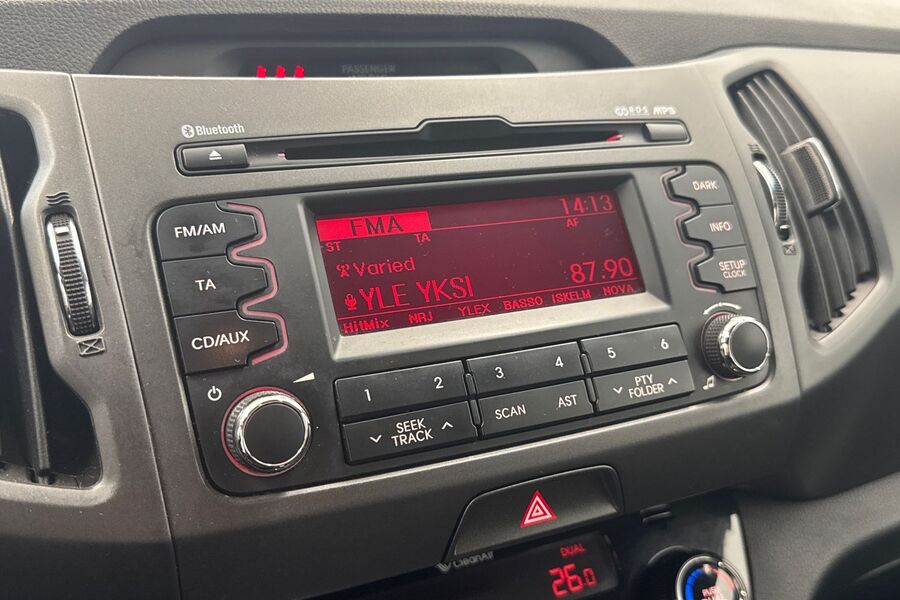 PASSENGER
Bluetooth
RDS MP3
FM/AM
TA
CD/AUX
FMA 14:13
ST TA AF
Varied
YLE YKSI 87.90
HitMix NRJ YLEX BASSO ISKELM NOVA
DARK
INFO
SETUP
CLOCK
1 2 3 4 5 6
SEEK
TRACK
SCAN AST
PTY
FOLDER
CleanAir
DUAL
26.0